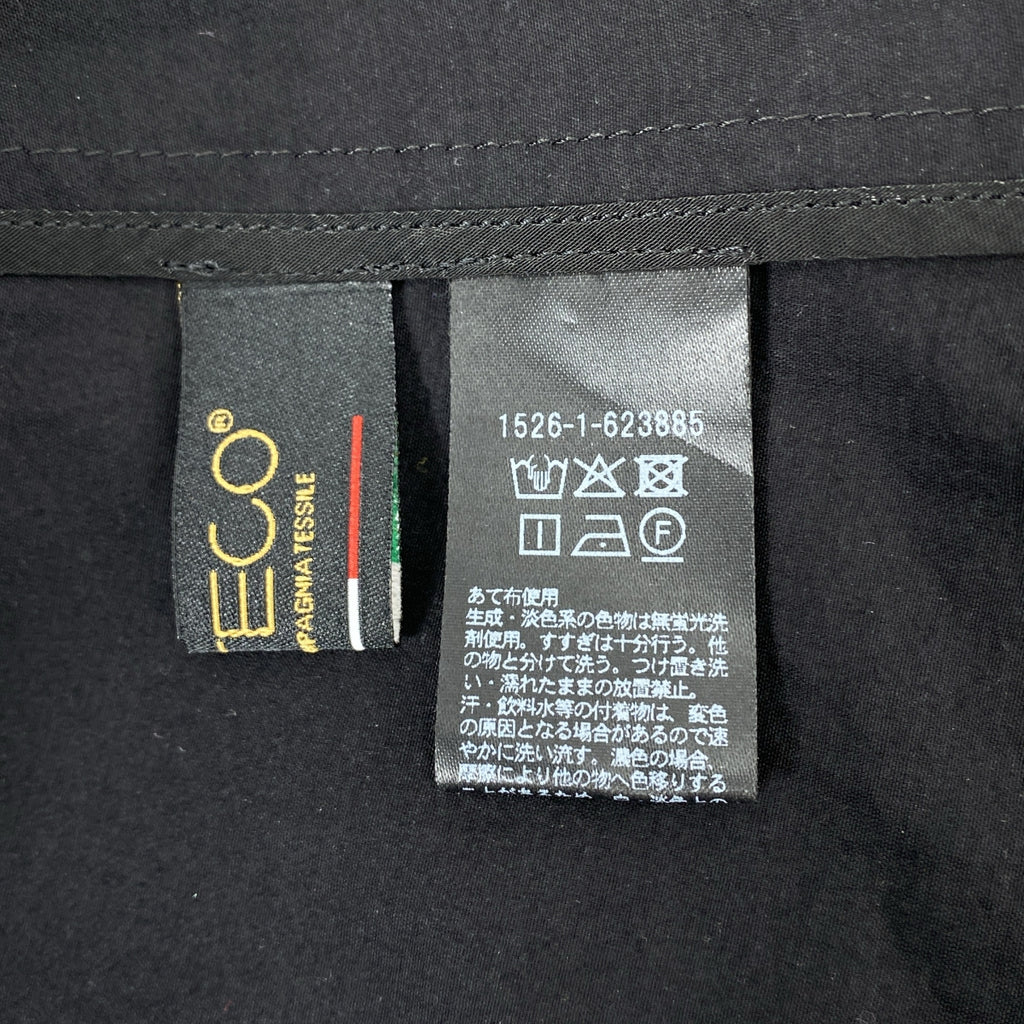 ECO®
PAGNIA TESSILE
1526-1-623885
F
あて布使用
生成・淡色系の色物は無蛍光洗
剤使用。すすぎは十分行う。他
の物と分けて洗う。つけ置き洗
い・濡れたままの放置禁止。
汗・飲料水等の付着物は、変色
の原因となる場合があるので速
やかに洗い流す。濃色の場合、
摩擦により他の物へ色移りする